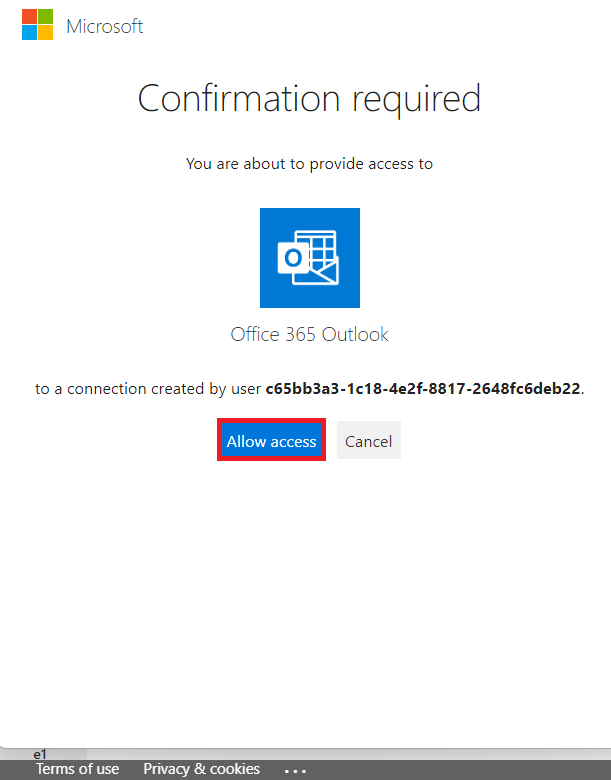 Microsoft
Confirmation required
You are about to provide access to
O
Office 365 Outlook
to a connection created by user c65bb3a3-1c18-4e2f-8817-2648fc6deb22.
Allow access Cancel
e1
Terms of use Privacy & cookies ...